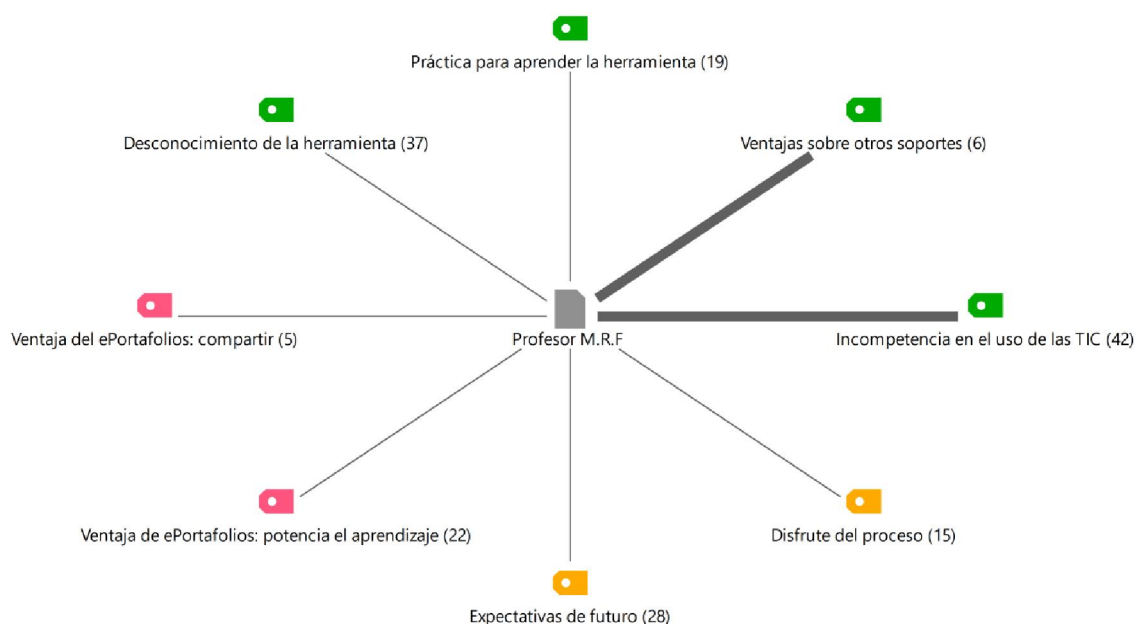 Práctica para aprender la herramienta (19)
Desconocimiento de la herramienta (37)
Ventajas sobre otros soportes (6)
Ventaja del ePortafolios: compartir (5)
Profesor M.R.F
Incompetencia en el uso de las TIC (42)
Ventaja de ePortafolios: potencia el aprendizaje (22)
Disfrute del proceso (15)
Expectativas de futuro (28)